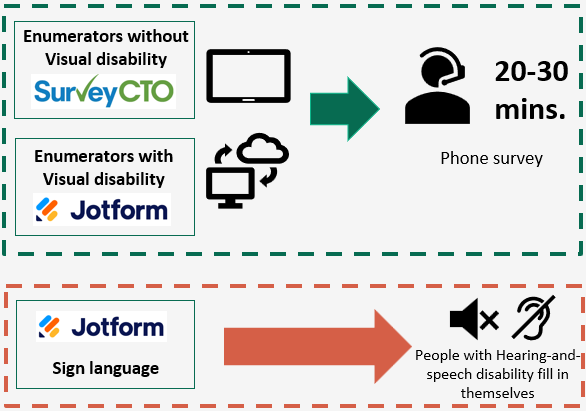 Enumerators without
Visual disability
SurveyCTO
Enumerators with
Visual disability
Jotform
20-30
mins.
Phone survey
Jotform
Sign language
People with Hearing-and-
speech disability fill in
themselves